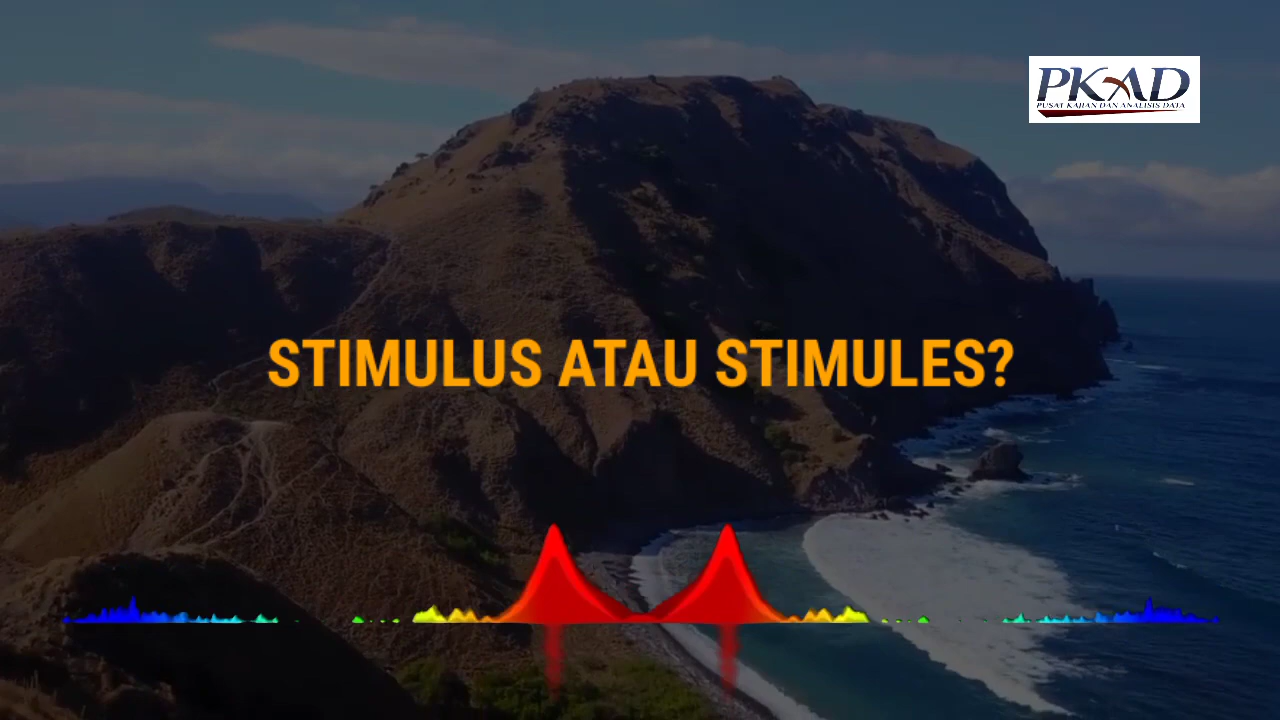 PKAD
PUSAT KAJIAN DAN ANALISIS DATA
STIMULUS ATAU STIMULES?